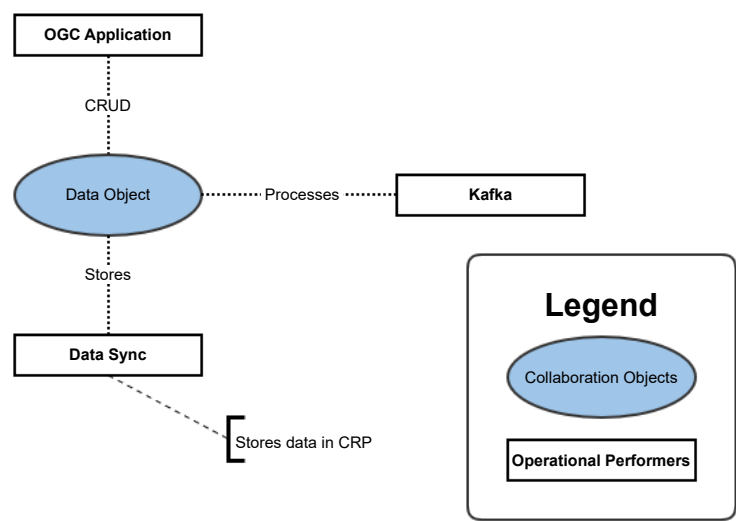 OGC Application
CRUD
Data Object
Processes
Kafka
Stores
Data Sync
Stores data in CRP
Legend
Collaboration Objects
Operational Performers